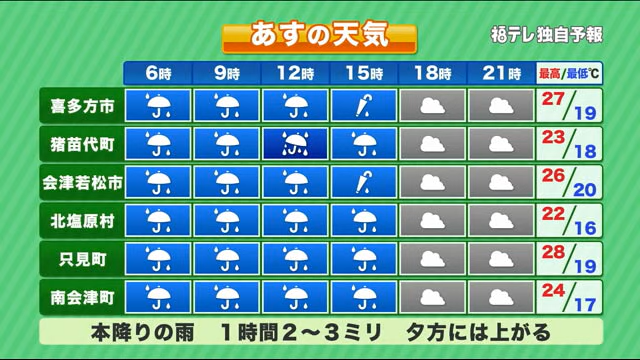 あすの天気
福テレ独自予報
6時 9時 12時 15時 18時 21時 最高/最低℃
喜多方市 27/19
猪苗代町 23/18
会津若松市 26/20
北塩原村 22/16
只見町 28/19
南会津町 24/17
本降りの雨 1時間2～3ミリ 夕方には上がる